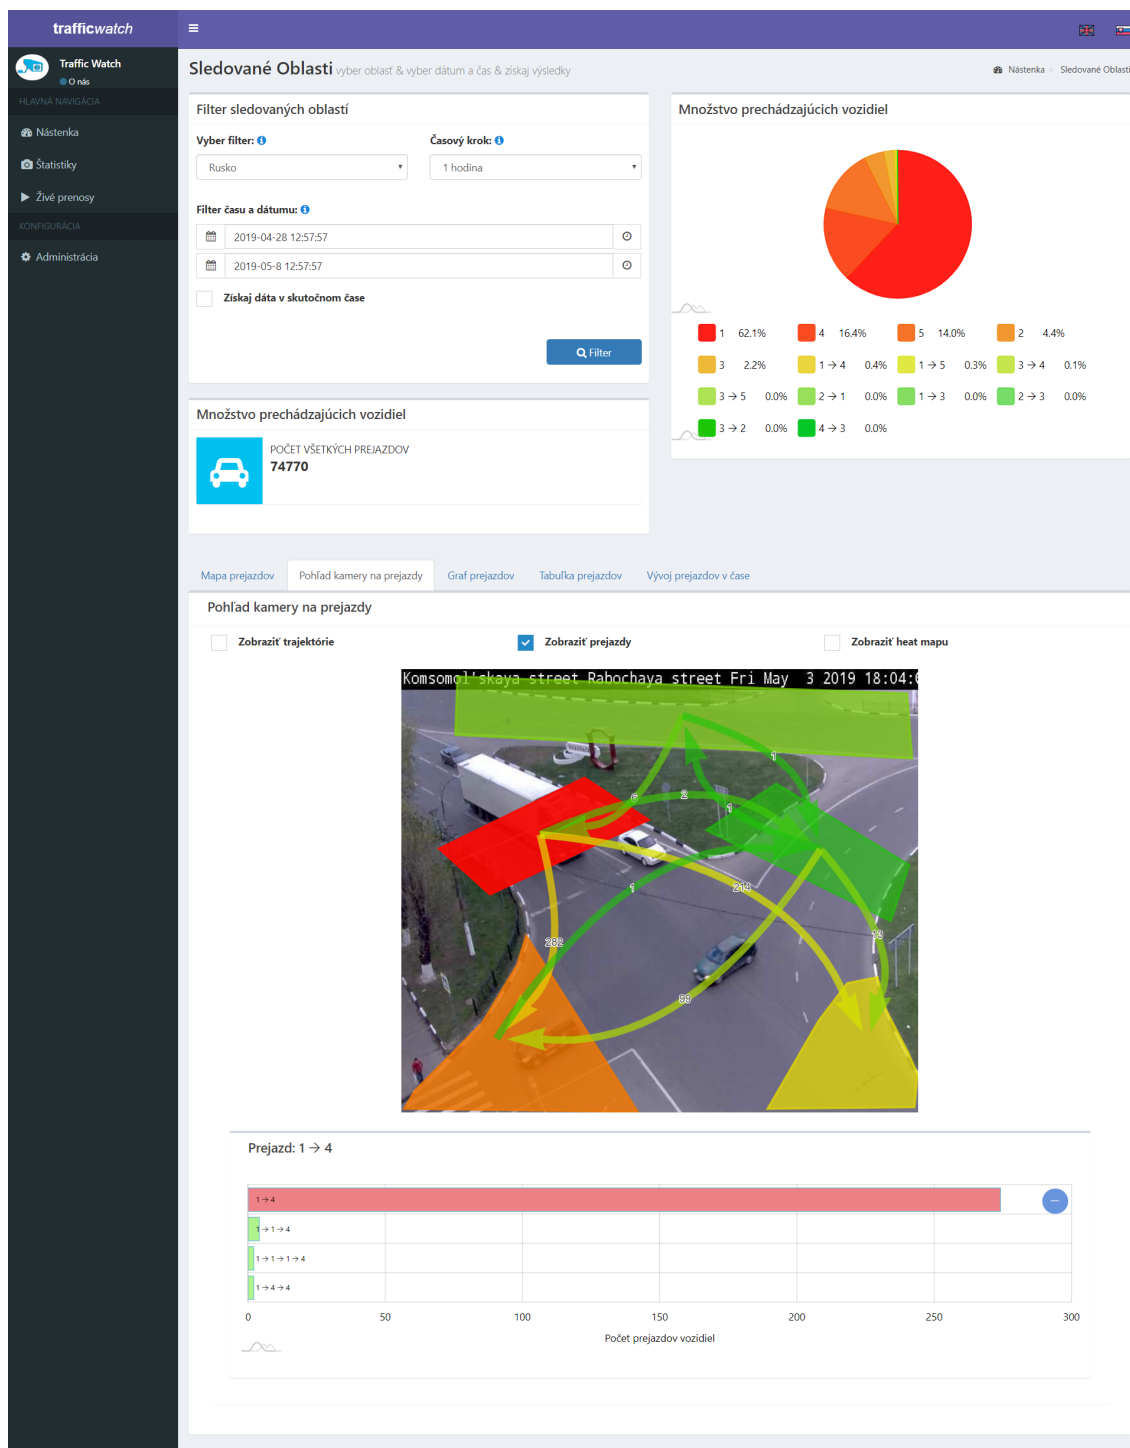 trafficwatch
Traffic Watch
O nás
HLAVNÁ NAVIGÁCIA
Nástenka
Štatistiky
Živé prenosy
KONFIGURÁCIA
Administrácia
Sledované Oblasti vyber oblasť & vyber dátum a čas & získaj výsledky
Nástenka > Sledované Oblasti
Filter sledovaných oblastí
Vyber filter:
Časový krok:
Rusko
1 hodina
Filter času a dátumu:
2019-04-28 12:57:57
2019-05-8 12:57:57
Získaj dáta v skutočnom čase
Filter
Množstvo prechádzajúcich vozidiel
POČET VŠETKÝCH PREJAZDOV
74770
Množstvo prechádzajúcich vozidiel
1 62.1% 4 16.4% 5 14.0% 2 4.4%
3 2.2% 1 → 4 0.4% 1 → 5 0.3% 3 → 4 0.1%
3 → 5 0.0% 2 → 1 0.0% 1 → 3 0.0% 2 → 3 0.0%
3 → 2 0.0% 4 → 3 0.0%
Mapa prejazdov Pohľad kamery na prejazdy Graf prejazdov Tabuľka prejazdov Vývoj prejazdov v čase
Pohľad kamery na prejazdy
Zobraziť trajektórie Zobraziť prejazdy Zobraziť heat mapu
Komsomol'skaya street Rabochaya street Fri May 3 2019 18:04:
1
6
2
1
1
214
282
13
99
Prejazd: 1 → 4
1 → 4
1 → 1 → 4
1 → 1 → 1 → 4
1 → 4 → 4
0 50 100 150 200 250 300
Počet prejazdov vozidiel